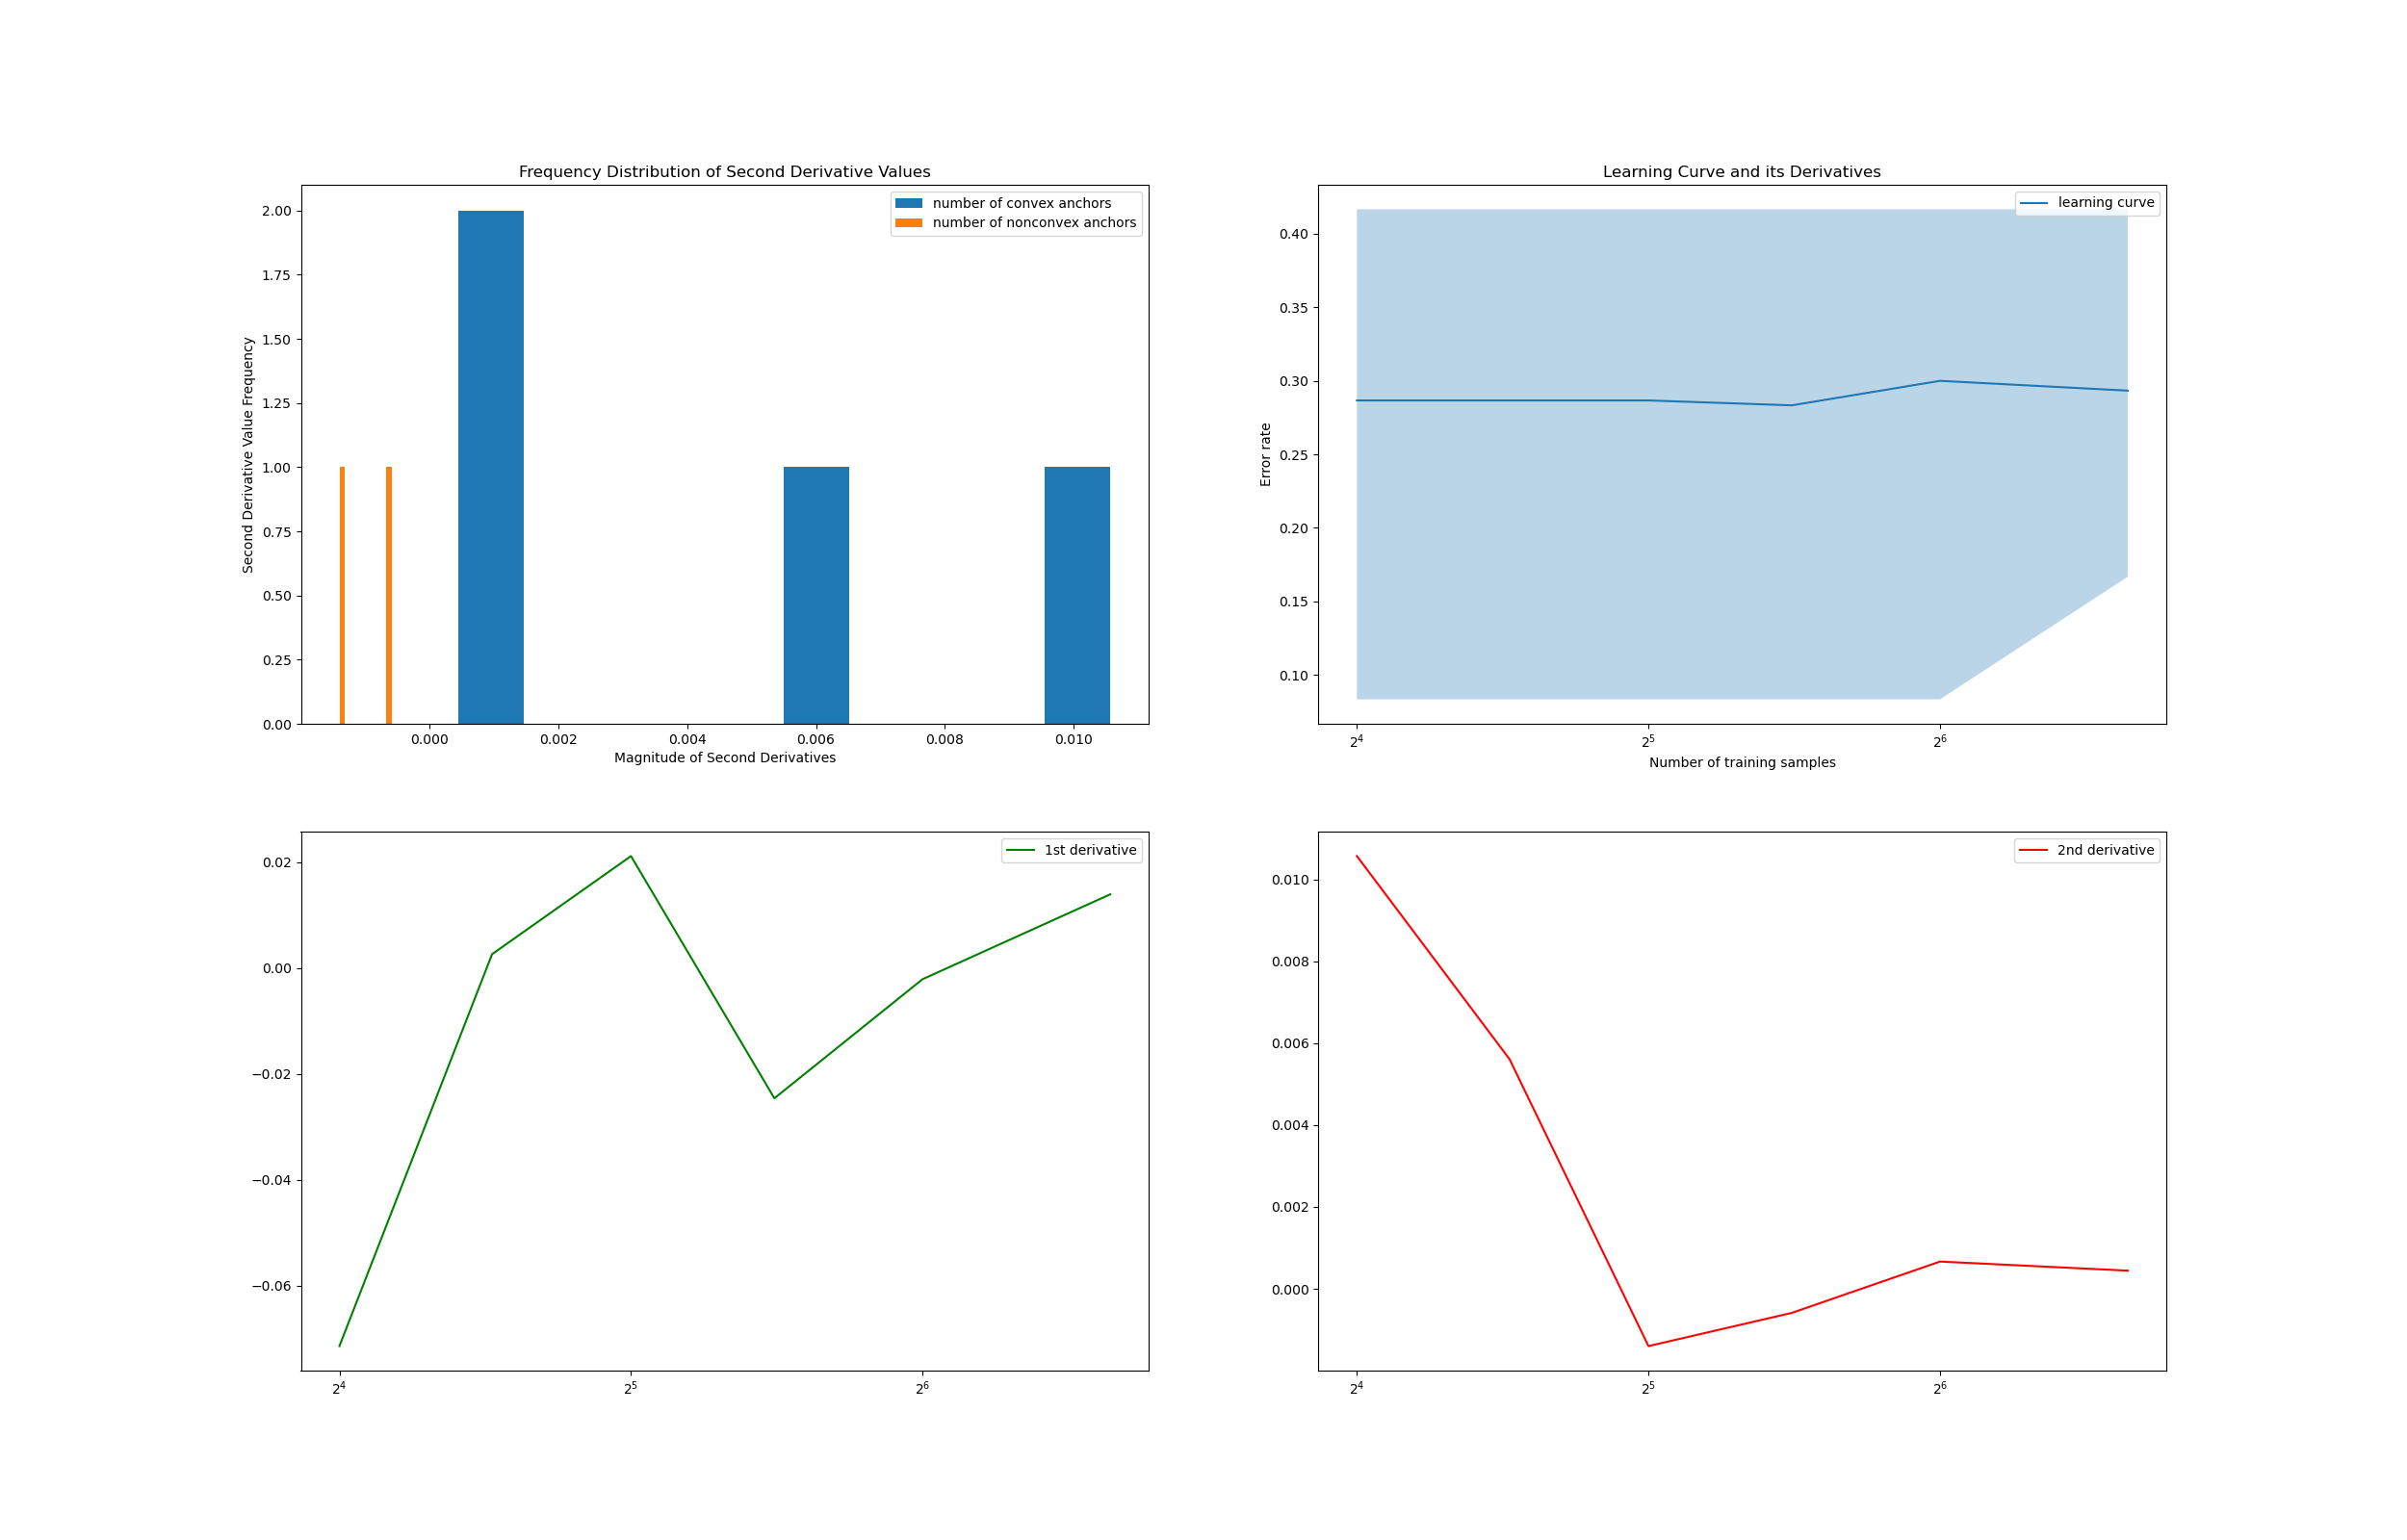 Frequency Distribution of Second Derivative Values
number of convex anchors
number of nonconvex anchors
2.00
1.75
1.50
1.25
1.00
0.75
0.50
0.25
0.00
Second Derivative Value Frequency
0.000 0.002 0.004 0.006 0.008 0.010
Magnitude of Second Derivatives
Learning Curve and its Derivatives
learning curve
0.40
0.35
0.30
0.25
0.20
0.15
0.10
Error rate
2⁴ 2⁵ 2⁶
Number of training samples
1st derivative
0.02
0.00
−0.02
−0.04
−0.06
2⁴ 2⁵ 2⁶
2nd derivative
0.010
0.008
0.006
0.004
0.002
0.000
2⁴ 2⁵ 2⁶